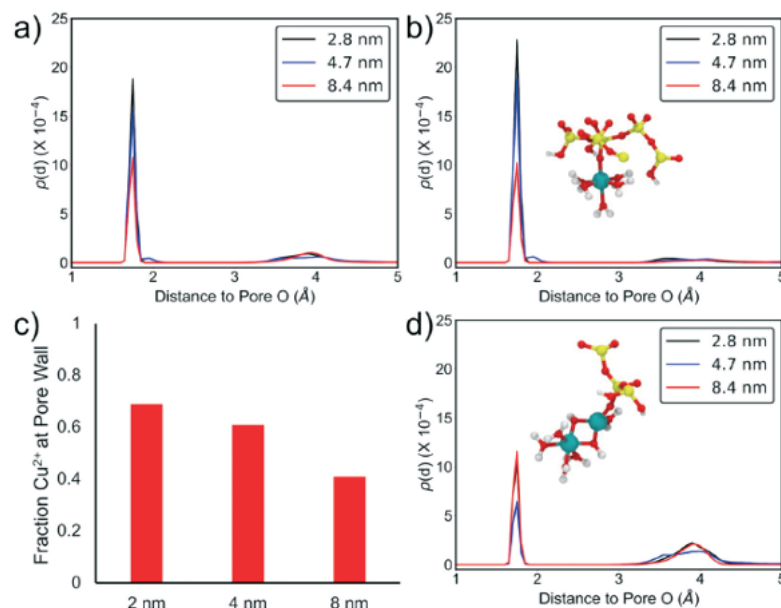 a)
ρ(d) (X 10⁻⁴)
25
20
15
10
5
0
2.8 nm
4.7 nm
8.4 nm
1 2 3 4 5
Distance to Pore O (Å)
b)
ρ(d) (X 10⁻⁴)
25
20
15
10
5
0
2.8 nm
4.7 nm
8.4 nm
1 2 3 4 5
Distance to Pore O (Å)
c)
Fraction Cu²⁺ at Pore Wall
1
0.8
0.6
0.4
0.2
0
2 nm 4 nm 8 nm
d)
ρ(d) (X 10⁻⁴)
25
20
15
10
5
0
2.8 nm
4.7 nm
8.4 nm
1 2 3 4 5
Distance to Pore O (Å)